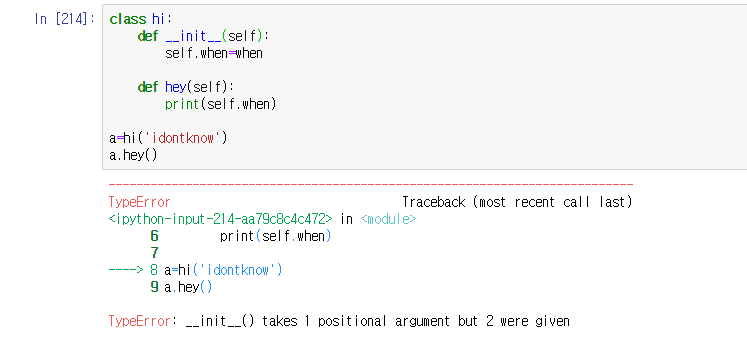 In [214]: class hi:
    def __init__(self):
        self.when=when

    def hey(self):
        print(self.when)

a=hi('idontknow')
a.hey()

---------------------------------------------------------------------------
TypeError                                 Traceback (most recent call last)
<ipython-input-214-aa79c8c4c472> in <module>
      6         print(self.when)
      7
----> 8 a=hi('idontknow')
      9 a.hey()

TypeError: __init__() takes 1 positional argument but 2 were given